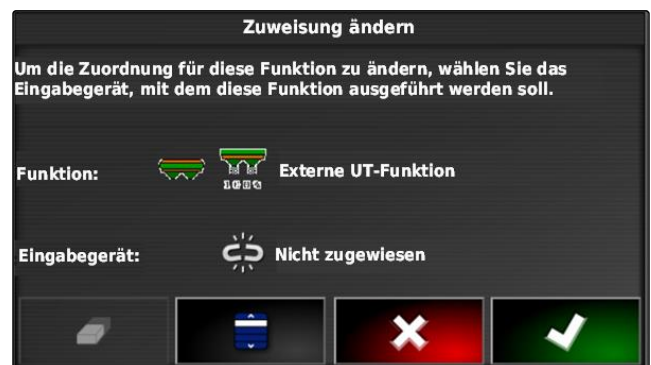 Zuweisung ändern
Um die Zuordnung für diese Funktion zu ändern, wählen Sie das
Eingabegerät, mit dem diese Funktion ausgeführt werden soll.
Funktion: Externe UT-Funktion
Eingabegerät: Nicht zugewiesen